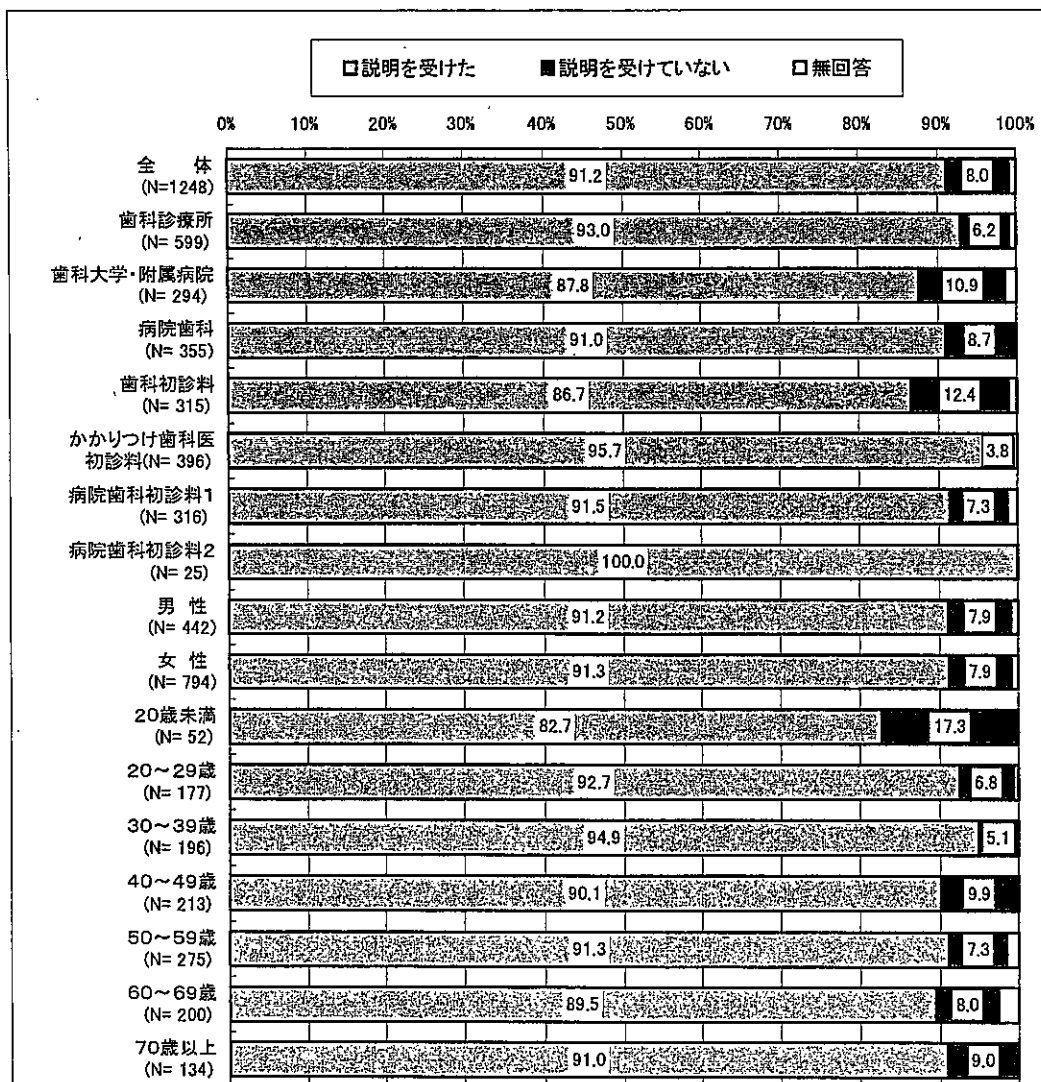 説明を受けた 説明を受けていない 無回答
0% 10% 20% 30% 40% 50% 60% 70% 80% 90% 100%
全 体
(N=1248)
91.2 8.0
歯科診療所
(N= 599)
93.0 6.2
歯科大学・附属病院
(N= 294)
87.8 10.9
病院歯科
(N= 355)
91.0 8.7
歯科初診料
(N= 315)
86.7 12.4
かかりつけ歯科医
初診料(N= 396)
95.7 3.8
病院歯科初診料1
(N= 316)
91.5 7.3
病院歯科初診料2
(N= 25)
100.0
男 性
(N= 442)
91.2 7.9
女 性
(N= 794)
91.3 7.9
20歳未満
(N= 52)
82.7 17.3
20～29歳
(N= 177)
92.7 6.8
30～39歳
(N= 196)
94.9 5.1
40～49歳
(N= 213)
90.1 9.9
50～59歳
(N= 275)
91.3 7.3
60～69歳
(N= 200)
89.5 8.0
70歳以上
(N= 134)
91.0 9.0